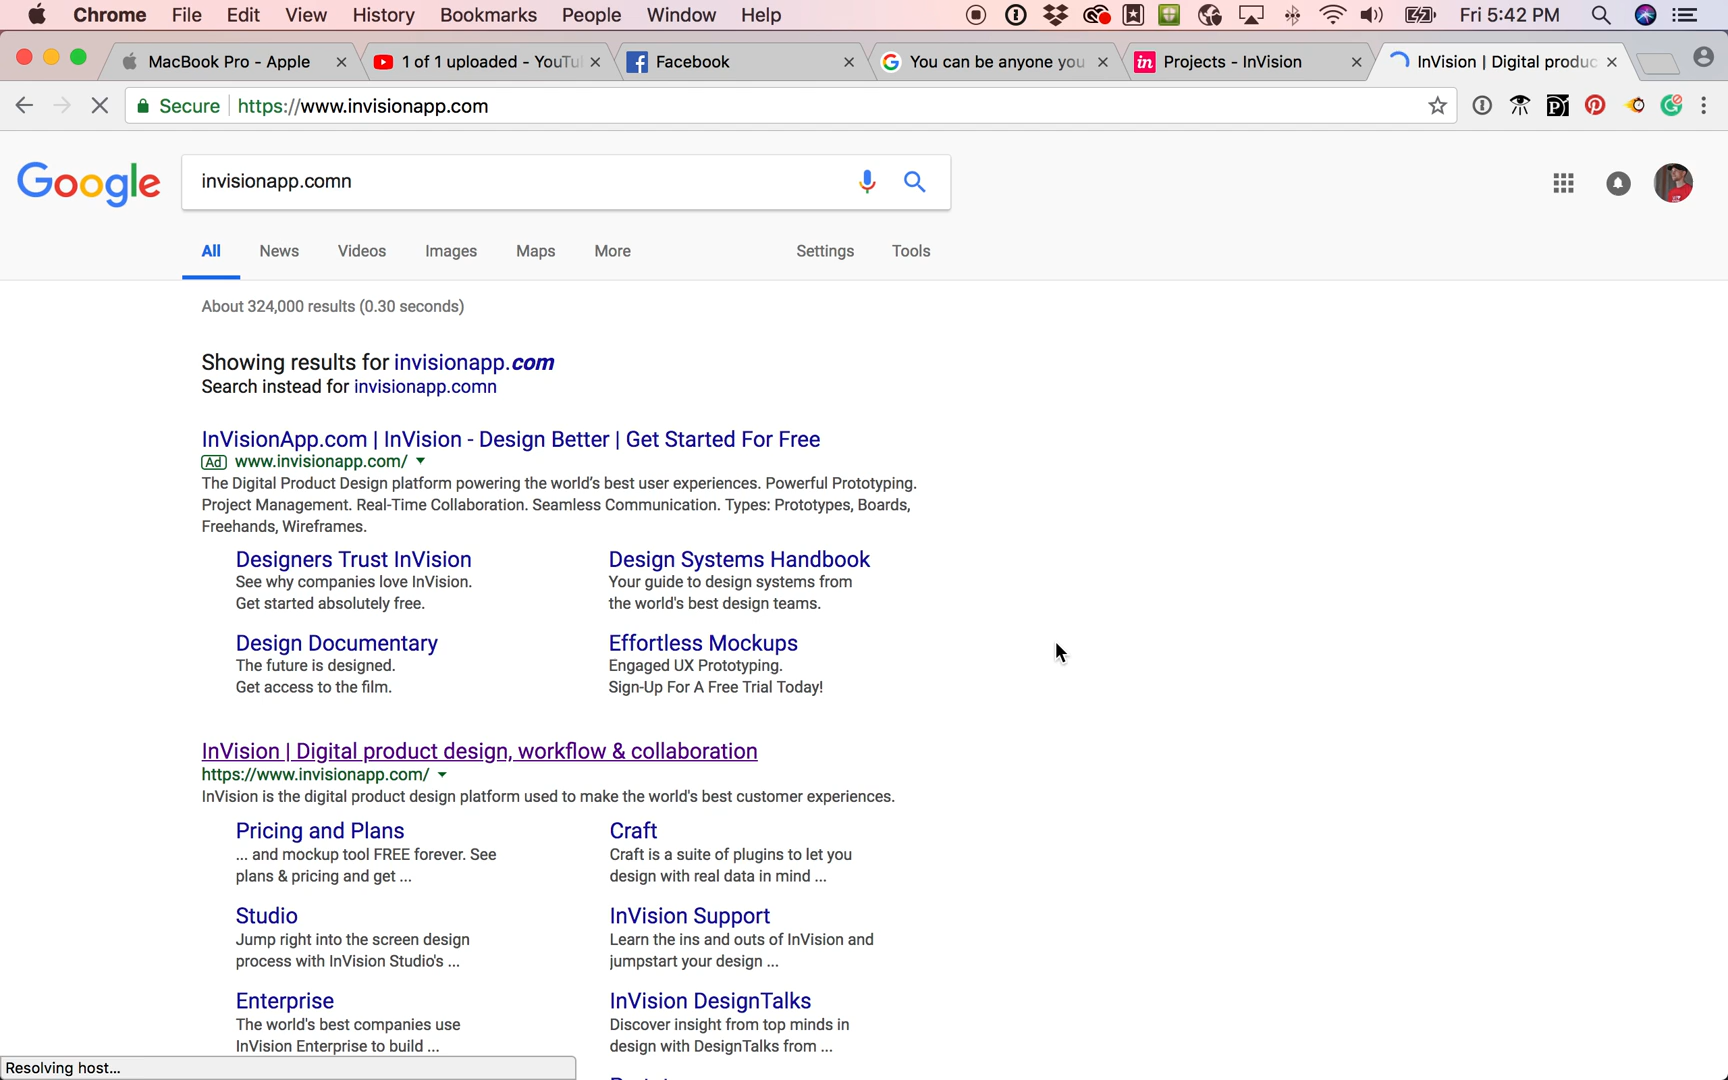 Chrome File Edit View History Bookmarks People Window Help Fri 5:42 PM
MacBook Pro - Apple 1 of 1 uploaded - YouTu Facebook You can be anyone you Projects - InVision InVision | Digital produc
Secure https://www.invisionapp.com
Google invisionapp.comn
All News Videos Images Maps More Settings Tools
About 324,000 results (0.30 seconds)
Showing results for invisionapp.com
Search instead for invisionapp.comn
InVisionApp.com | InVision - Design Better | Get Started For Free
Ad www.invisionapp.com/
The Digital Product Design platform powering the world's best user experiences. Powerful Prototyping.
Project Management. Real-Time Collaboration. Seamless Communication. Types: Prototypes, Boards,
Freehands, Wireframes.
Designers Trust InVision
See why companies love InVision.
Get started absolutely free.
Design Systems Handbook
Your guide to design systems from
the world's best design teams.
Design Documentary
The future is designed.
Get access to the film.
Effortless Mockups
Engaged UX Prototyping.
Sign-Up For A Free Trial Today!
InVision | Digital product design, workflow & collaboration
https://www.invisionapp.com/
InVision is the digital product design platform used to make the world's best customer experiences.
Pricing and Plans
... and mockup tool FREE forever. See
plans & pricing and get ...
Craft
Craft is a suite of plugins to let you
design with real data in mind ...
Studio
Jump right into the screen design
process with InVision Studio's ...
InVision Support
Learn the ins and outs of InVision and
jumpstart your design ...
Enterprise
The world's best companies use
InVision Enterprise to build ...
InVision DesignTalks
Discover insight from top minds in
design with DesignTalks from ...
Resolving host...